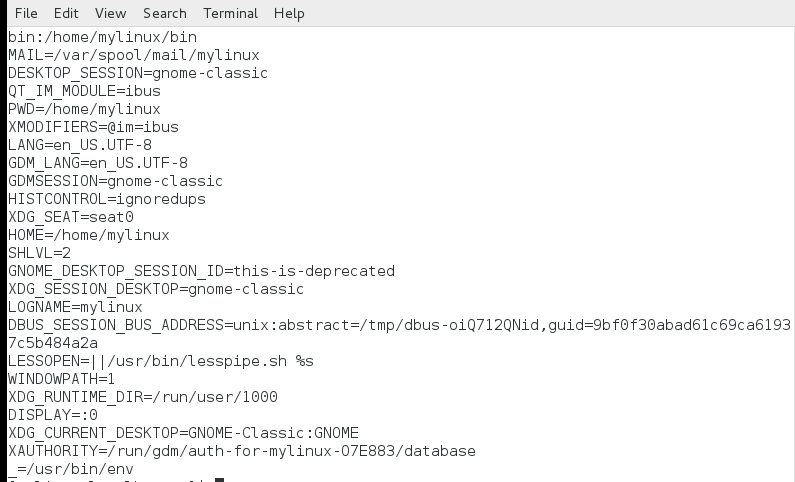 File Edit View Search Terminal Help
bin:/home/mylinux/bin
MAIL=/var/spool/mail/mylinux
DESKTOP_SESSION=gnome-classic
QT_IM_MODULE=ibus
PWD=/home/mylinux
XMODIFIERS=@im=ibus
LANG=en_US.UTF-8
GDM_LANG=en_US.UTF-8
GDMSESSION=gnome-classic
HISTCONTROL=ignoredups
XDG_SEAT=seat0
HOME=/home/mylinux
SHLVL=2
GNOME_DESKTOP_SESSION_ID=this-is-deprecated
XDG_SESSION_DESKTOP=gnome-classic
LOGNAME=mylinux
DBUS_SESSION_BUS_ADDRESS=unix:abstract=/tmp/dbus-oiQ712QNid,guid=9bf0f30abad61c69ca6193
7c5b484a2a
LESSOPEN=||/usr/bin/lesspipe.sh %s
WINDOWPATH=1
XDG_RUNTIME_DIR=/run/user/1000
DISPLAY=:0
XDG_CURRENT_DESKTOP=GNOME-Classic:GNOME
XAUTHORITY=/run/gdm/auth-for-mylinux-07E883/database
_=/usr/bin/env